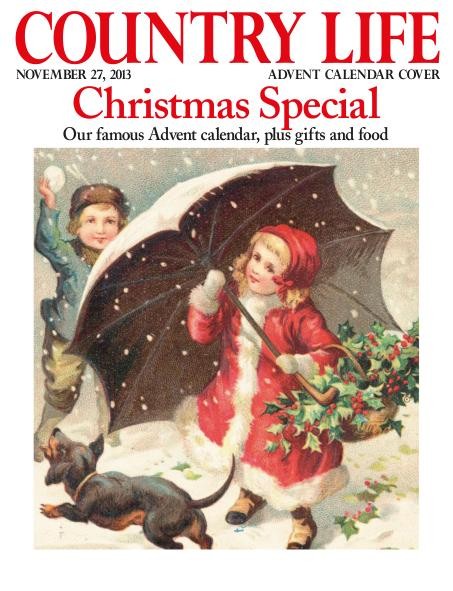 COUNTRY LIFE
NOVEMBER 27, 2013 ADVENT CALENDAR COVER
Christmas Special
Our famous Advent calendar, plus gifts and food